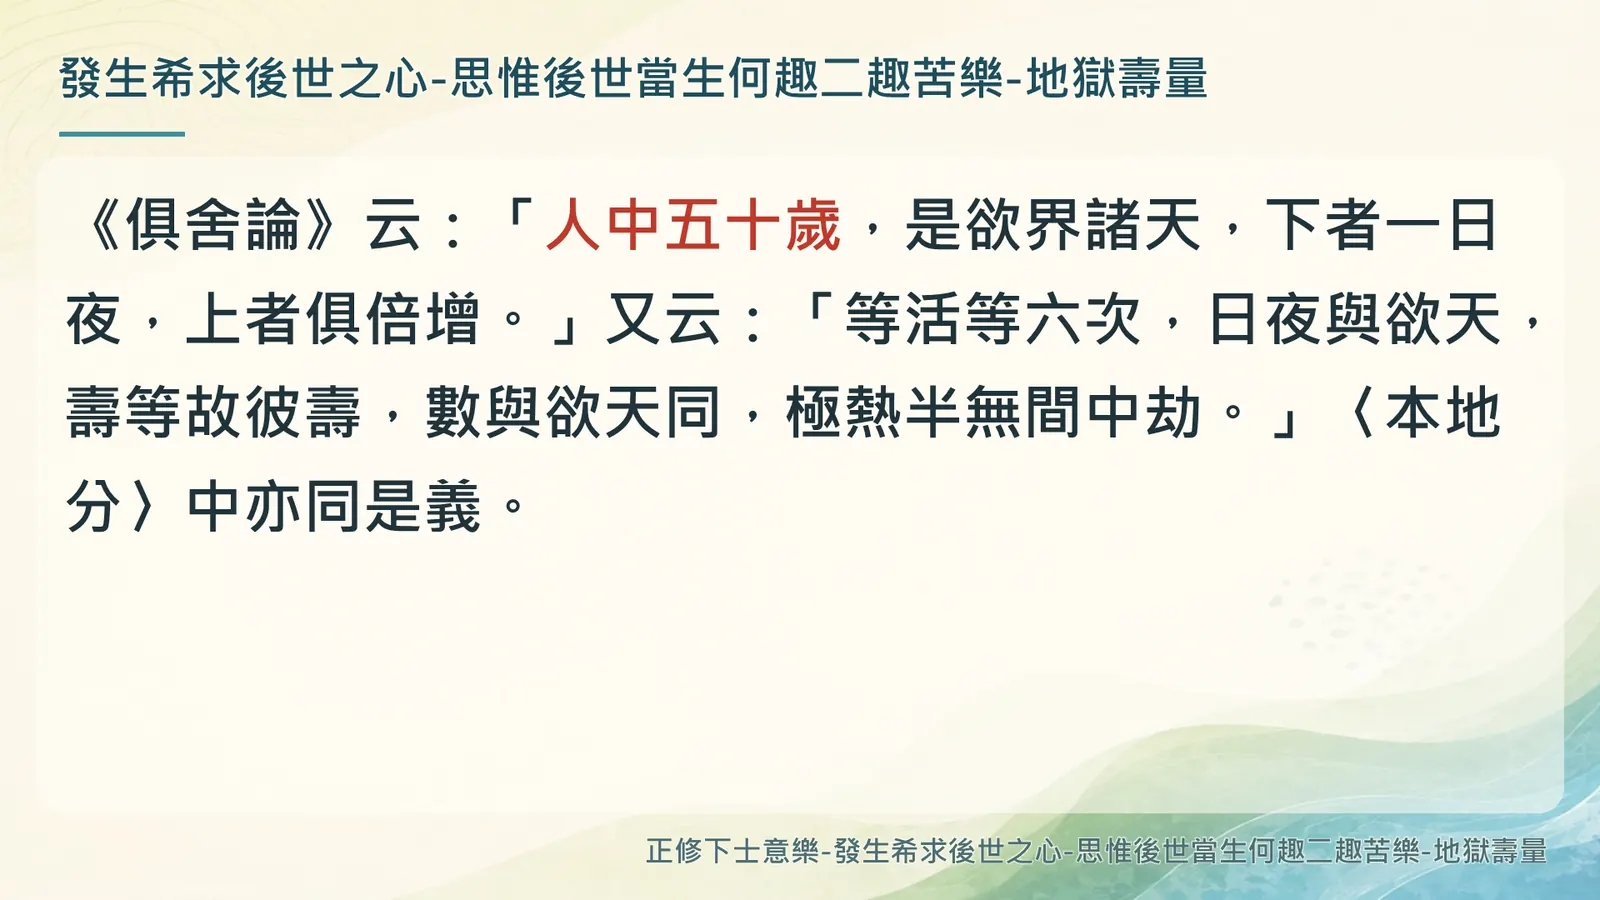 發生希求後世之心-思惟後世當生何趣二趣苦樂-地獄壽量
《俱舍論》云：「人中五十歲，是欲界諸天，下者一日
夜，上者俱倍增。」又云：「等活等六次，日夜與欲天，
壽等故彼壽，數與欲天同，極熱半無間中劫。」〈本地
分〉中亦同是義。
正修下士意樂-發生希求後世之心-思惟後世當生何趣二趣苦樂-地獄壽量